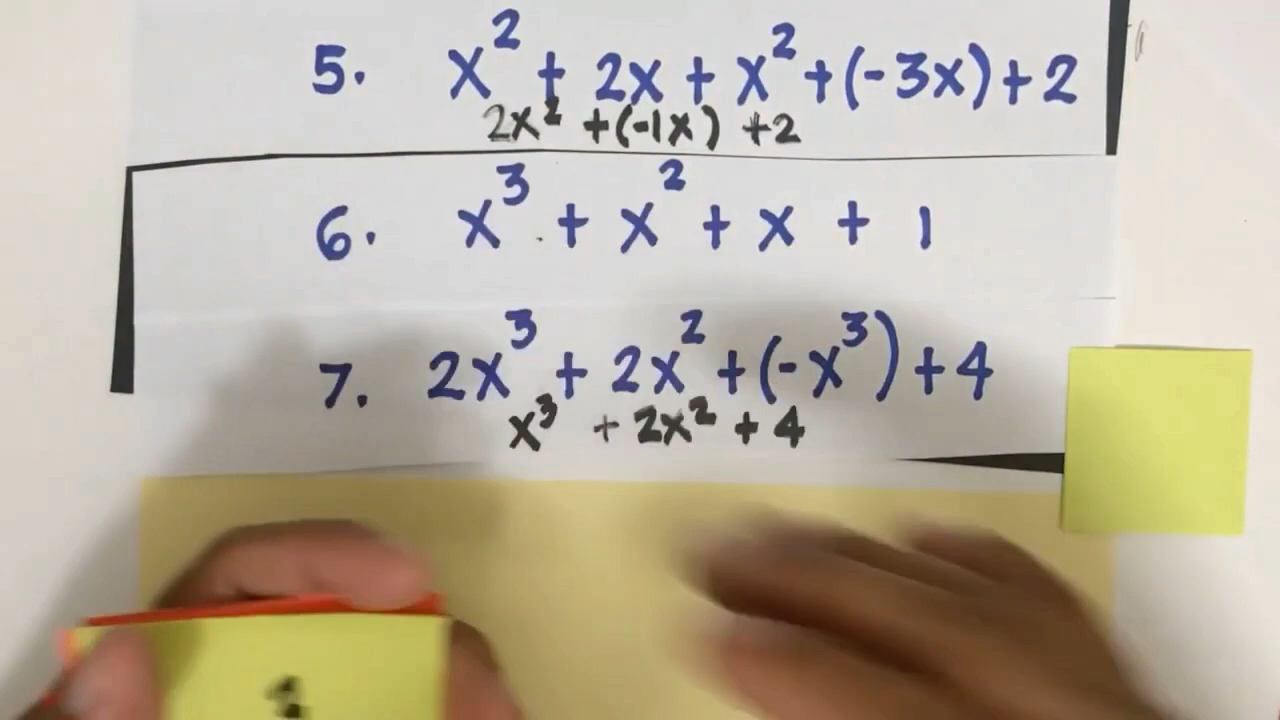 5. x² + 2x + x² + (-3x) + 2
2x² + (-1x) + 2
6. x³ + x² + x + 1
7. 2x³ + 2x² + (-x³) + 4
x³ + 2x² + 4